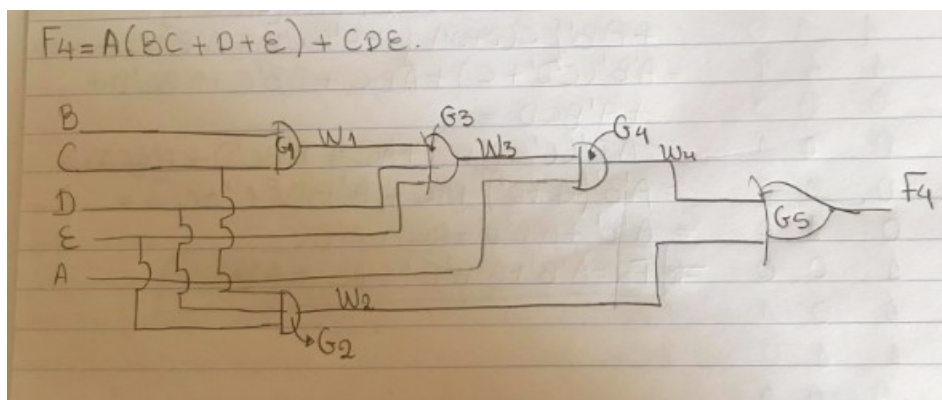 F4 = A(BC + D + E) + CDE.
B
G1
W1
G3
C
W3
G4
W4
D
E
A
G5
F4
W2
G2